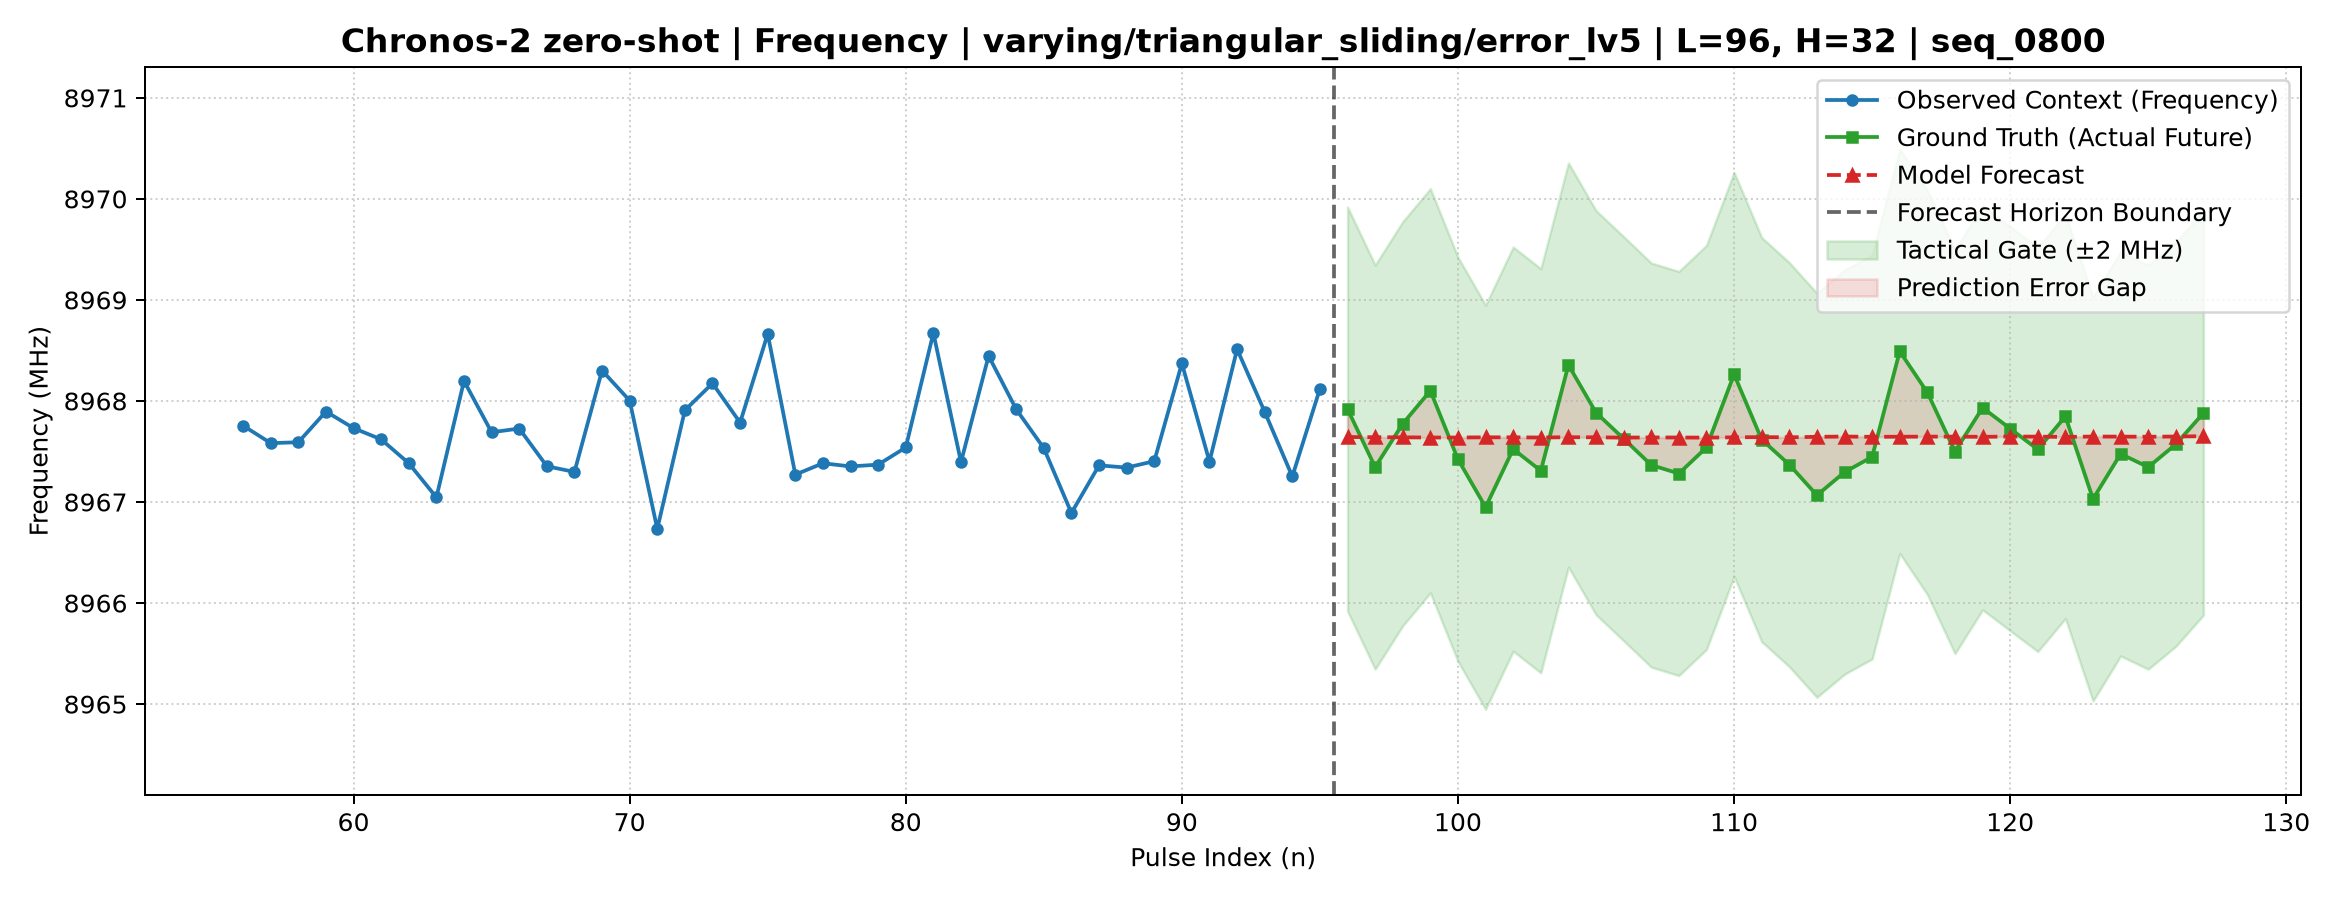 Chronos-2 zero-shot | Frequency | varying/triangular_sliding/error_lv5 | L=96, H=32 | seq_0800
Frequency (MHz)
8971
8970
8969
8968
8967
8966
8965
Observed Context (Frequency)
Ground Truth (Actual Future)
Model Forecast
Forecast Horizon Boundary
Tactical Gate (±2 MHz)
Prediction Error Gap
60 70 80 90 100 110 120 130
Pulse Index (n)